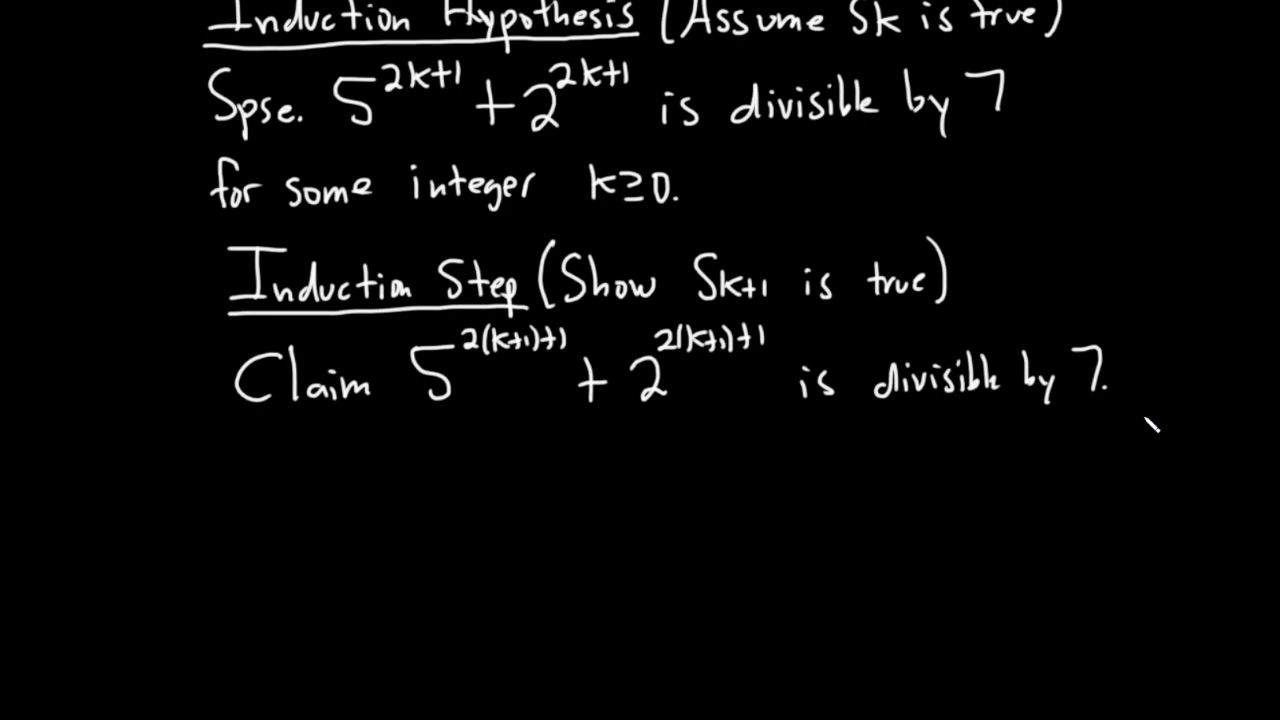 Induction Hypothesis (Assume Sk is true)
Spse. 5^{2k+1} + 2^{2k+1} is divisible by 7
for some integer k≥0.
Induction Step (Show Sk+1 is true)
Claim 5^{2(k+1)+1} + 2^{2(k+1)+1} is divisible by 7.